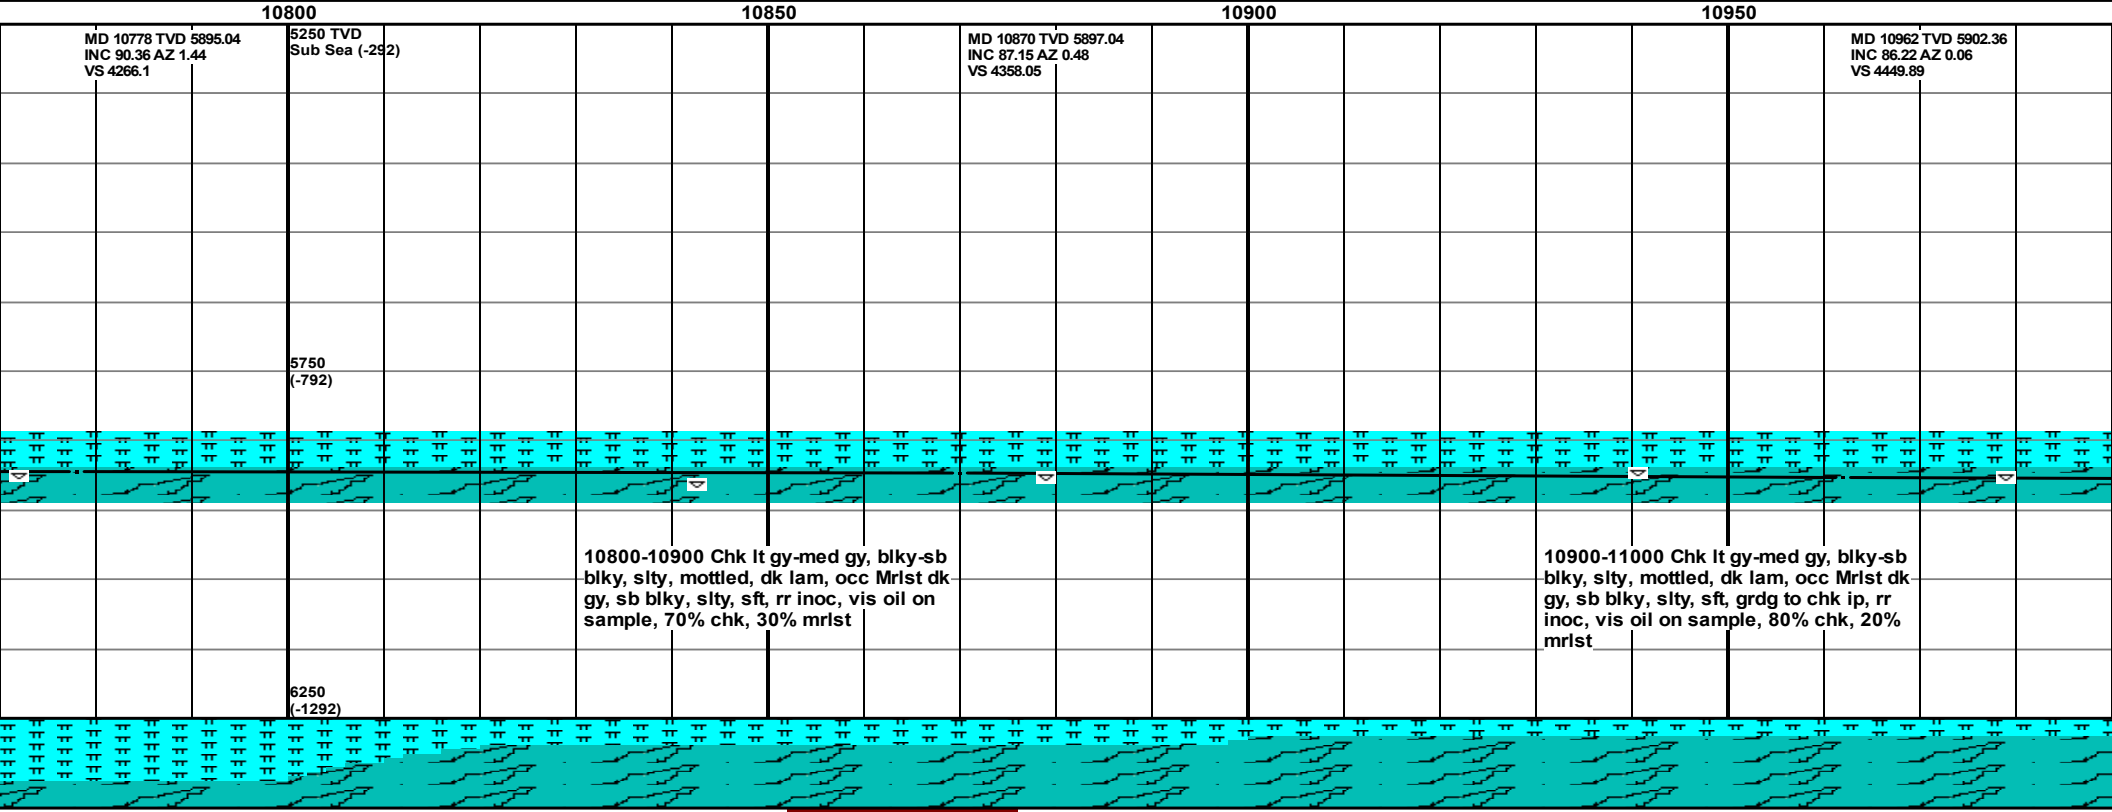 10800 10850 10900 10950
MD 10778 TVD 5895.04
INC 90.36 AZ 1.44
VS 4266.1
5250 TVD
Sub Sea (-292)
MD 10870 TVD 5897.04
INC 87.15 AZ 0.48
VS 4358.05
MD 10962 TVD 5902.36
INC 86.22 AZ 0.06
VS 4449.89
5750
(-792)
10800-10900 Chk lt gy-med gy, blky-sb
blky, slty, mottled, dk lam, occ Mrlst dk
gy, sb blky, slty, sft, rr inoc, vis oil on
sample, 70% chk, 30% mrlst
10900-11000 Chk lt gy-med gy, blky-sb
blky, slty, mottled, dk lam, occ Mrlst dk
gy, sb blky, slty, sft, grdg to chk ip, rr
inoc, vis oil on sample, 80% chk, 20%
mrlst
6250
(-1292)